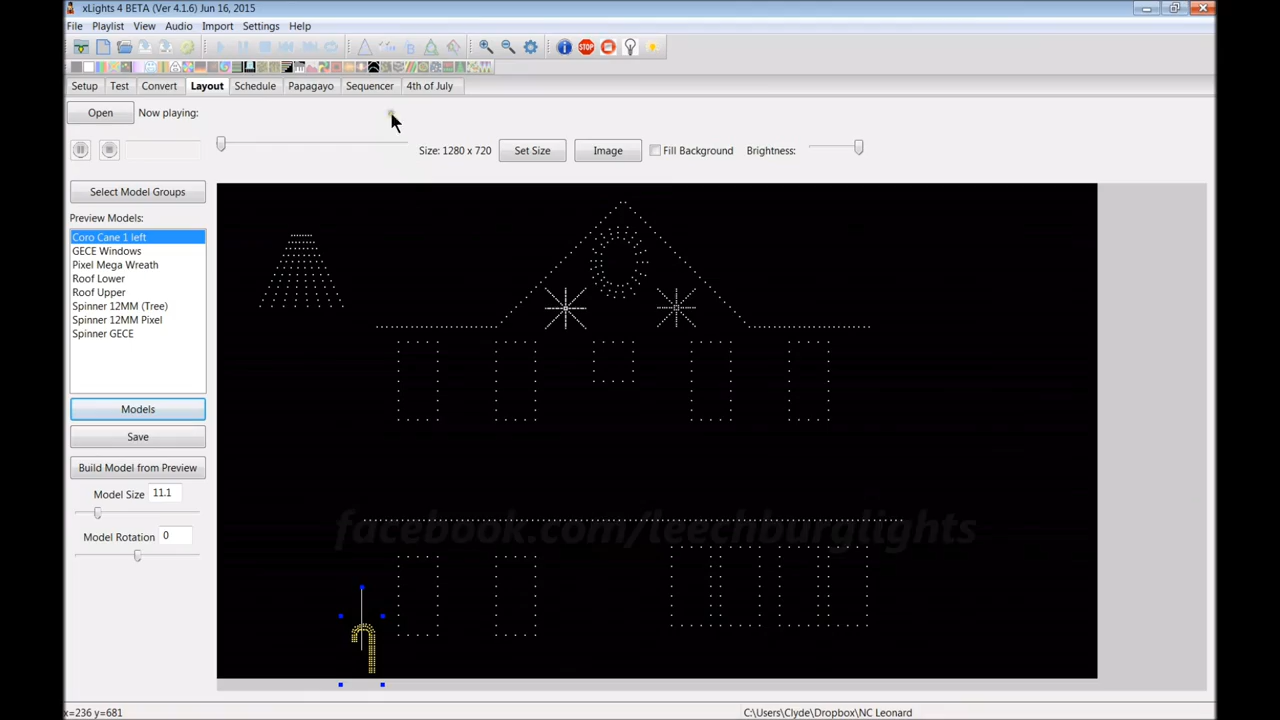 xLights 4 BETA (Ver 4.1.6) Jun 16, 2015
File Playlist View Audio Import Settings Help
Setup Test Convert Layout Schedule Papagayo Sequencer 4th of July
Open Now playing:
Size: 1280 x 720 Set Size Image Fill Background Brightness:
Select Model Groups
Preview Models:
Coro Cane 1 left
GECE Windows
Pixel Mega Wreath
Roof Lower
Roof Upper
Spinner 12MM (Tree)
Spinner 12MM Pixel
Spinner GECE
Models
Save
Build Model from Preview
Model Size 11.1
Model Rotation 0
facebook.com/leechburglights
x=236 y=681 C:\Users\Clyde\Dropbox\NC Leonard